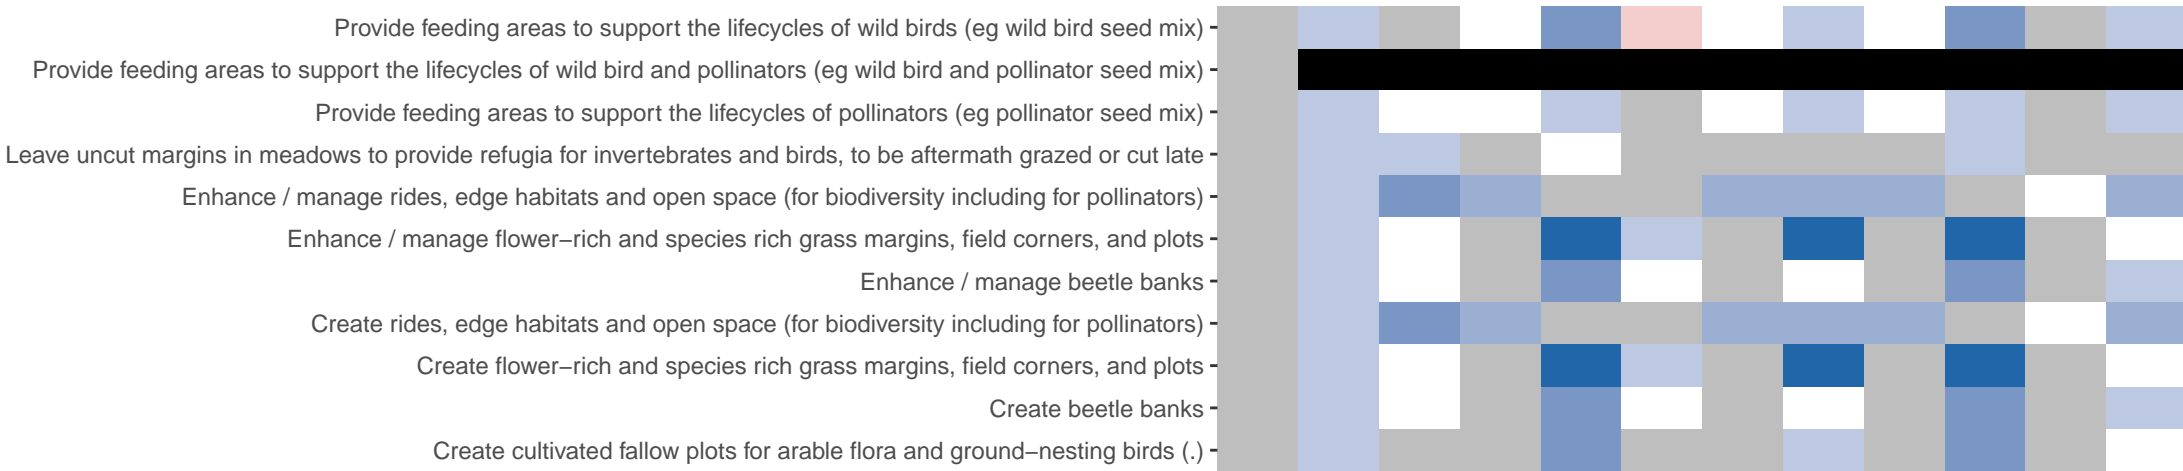 Provide feeding areas to support the lifecycles of wild birds (eg wild bird seed mix)
Provide feeding areas to support the lifecycles of wild bird and pollinators (eg wild bird and pollinator seed mix)
Provide feeding areas to support the lifecycles of pollinators (eg pollinator seed mix)
Leave uncut margins in meadows to provide refugia for invertebrates and birds, to be aftermath grazed or cut late
Enhance / manage rides, edge habitats and open space (for biodiversity including for pollinators)
Enhance / manage flower−rich and species rich grass margins, field corners, and plots
Enhance / manage beetle banks
Create rides, edge habitats and open space (for biodiversity including for pollinators)
Create flower−rich and species rich grass margins, field corners, and plots
Create beetle banks
Create cultivated fallow plots for arable flora and ground−nesting birds (.)